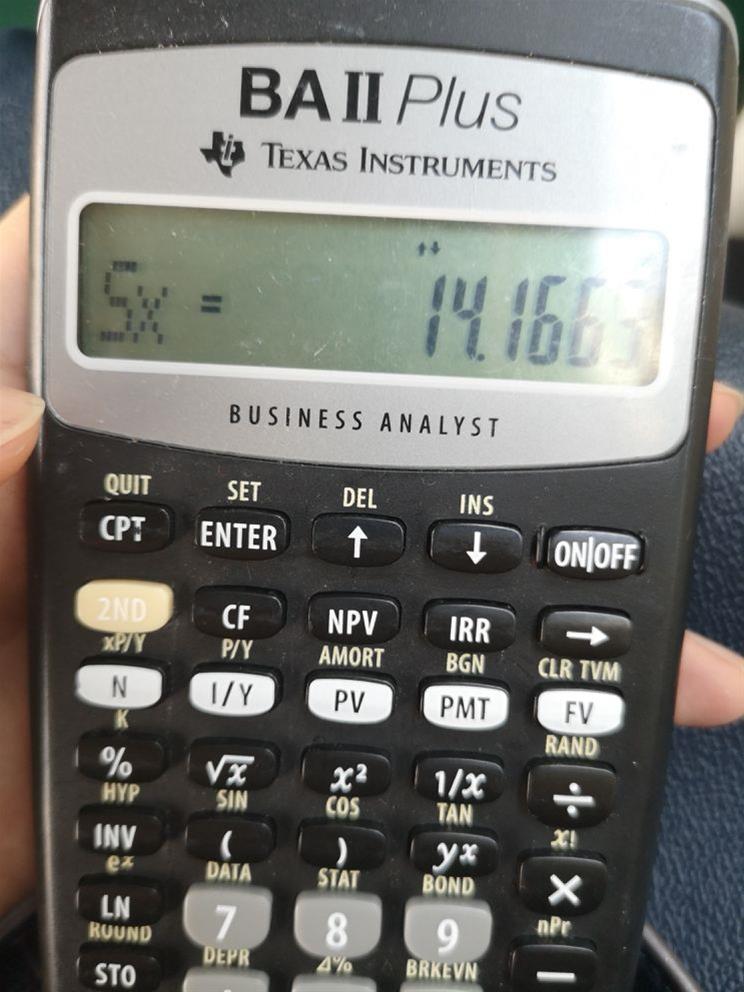 BA II Plus
TEXAS INSTRUMENTS
Sx = 14.166
BUSINESS ANALYST
QUIT SET DEL INS
CPT ENTER ↑ ↓ ON|OFF
2ND CF NPV IRR →
xP/Y P/Y AMORT BGN CLR TVM
N I/Y PV PMT FV
K RAND
% √x x² 1/x ÷
HYP SIN COS TAN x!
INV ( ) yˣ ×
eˣ DATA STAT BOND nPr
LN 7 8 9 −
ROUND DEPR Δ% BRKEVN
STO